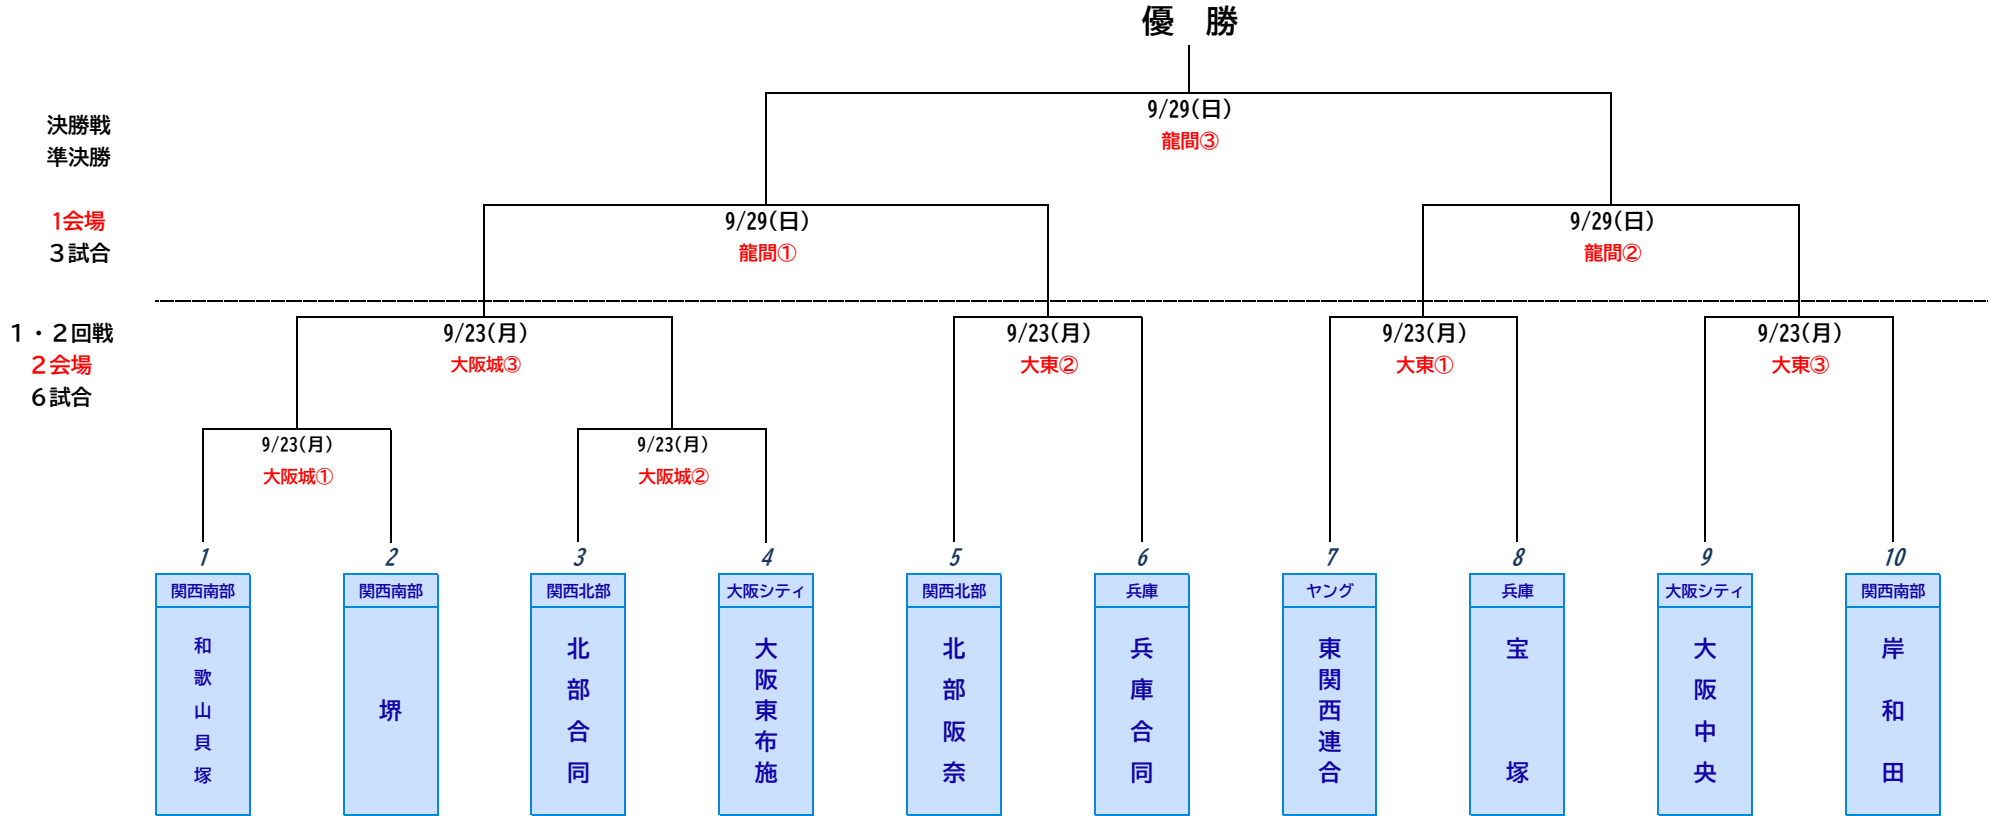 優　勝
9/29(日)
龍間③
決勝戦
準決勝
1会場
３試合
9/29(日)
龍間①
9/29(日)
龍間②
１・２回戦
２会場
６試合
9/23(月)
大阪城③
9/23(月)
大東②
9/23(月)
大東①
9/23(月)
大東③
9/23(月)
大阪城①
9/23(月)
大阪城②
1
2
3
4
5
6
7
8
9
10
関西南部
関西南部
関西北部
大阪シティ
関西北部
兵庫
ヤング
兵庫
大阪シティ
関西南部
和歌山貝塚
堺
北部合同
大阪東布施
北部阪奈
兵庫合同
東関西連合
宝塚
大阪中央
岸和田